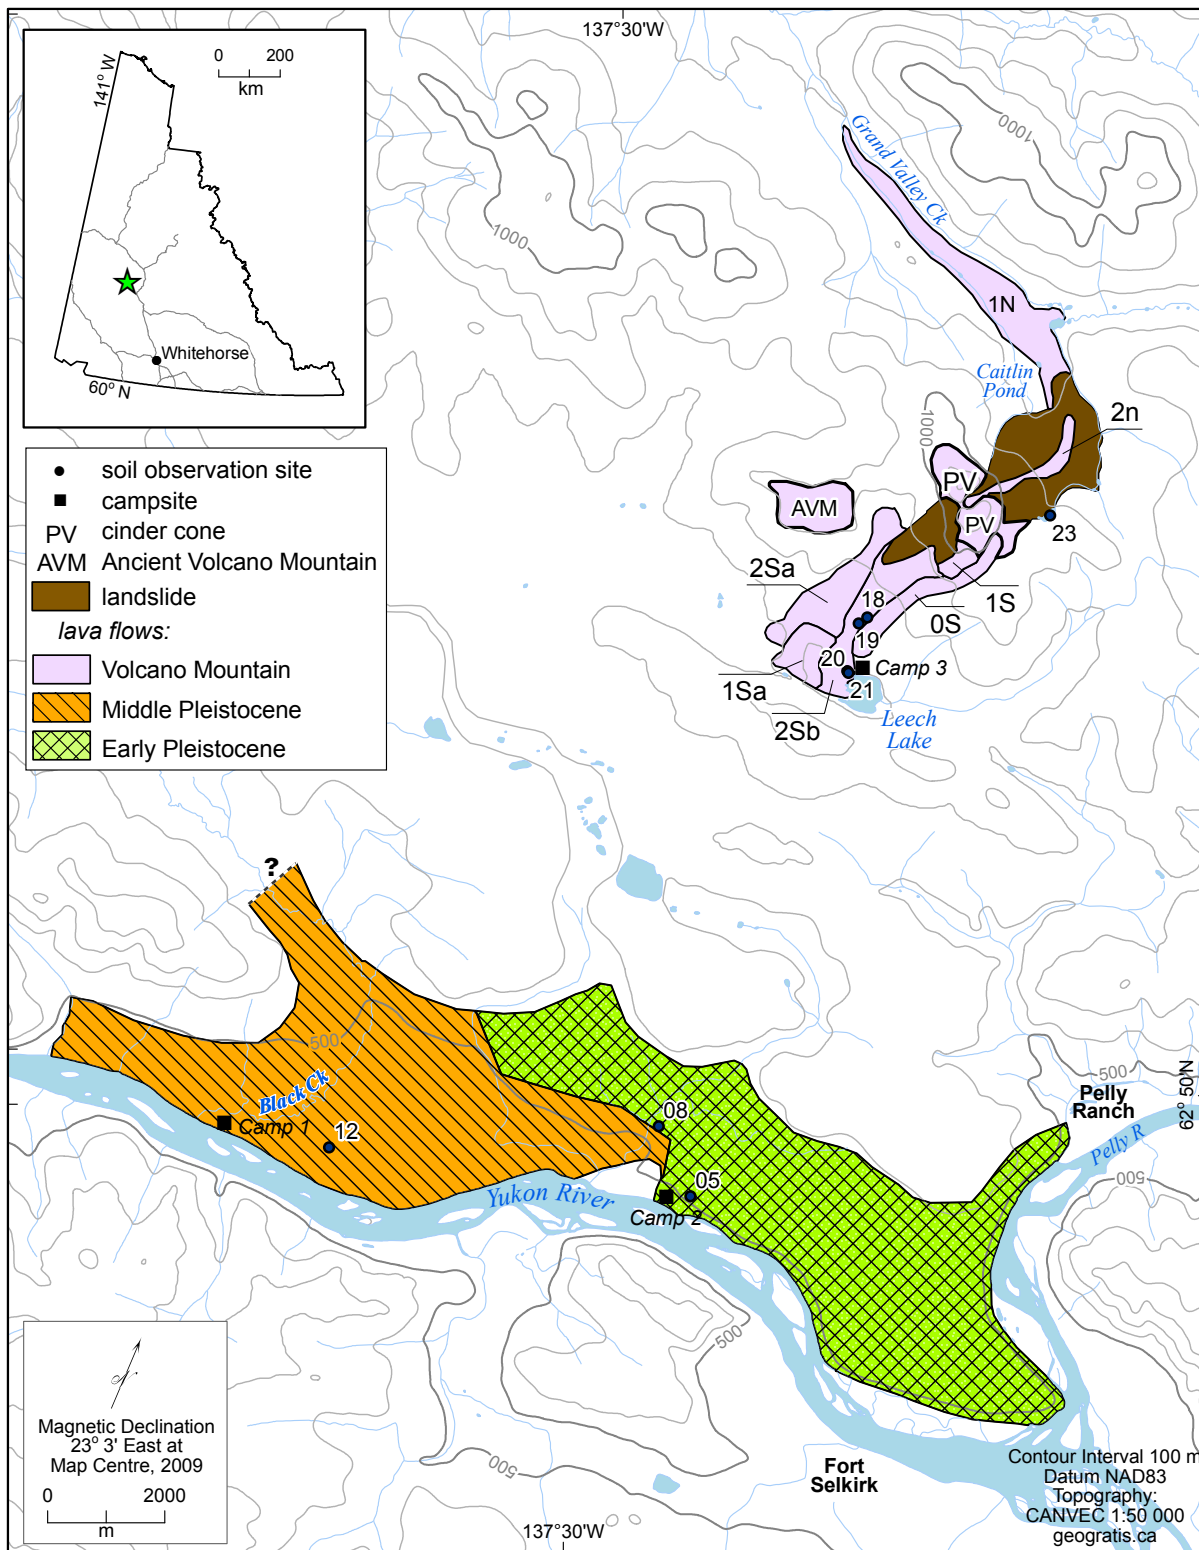 137°30'W
0 200
km
141° W
Whitehorse
60° N
1000
1000
Grand Valley Ck
1N
Caitlin
Pond
1000
2n
PV
PV
AVM
23
2Sa
18
1S
0S
19
20
Camp 3
21
1Sa
2Sb
Leech
Lake
soil observation site
campsite
PV cinder cone
AVM Ancient Volcano Mountain
landslide
lava flows:
Volcano Mountain
Middle Pleistocene
Early Pleistocene
?
500
Black Ck
Camp 1
12
08
05
Camp 2
Yukon River
500
Pelly
Ranch
62° 50'N
Pelly R
500
500
500
Magnetic Declination
23° 3' East at
Map Centre, 2009
0 2000
m
Fort
Selkirk
137°30'W
Contour Interval 100 m
Datum NAD83
Topography:
CANVEC 1:50 000
geogratis.ca